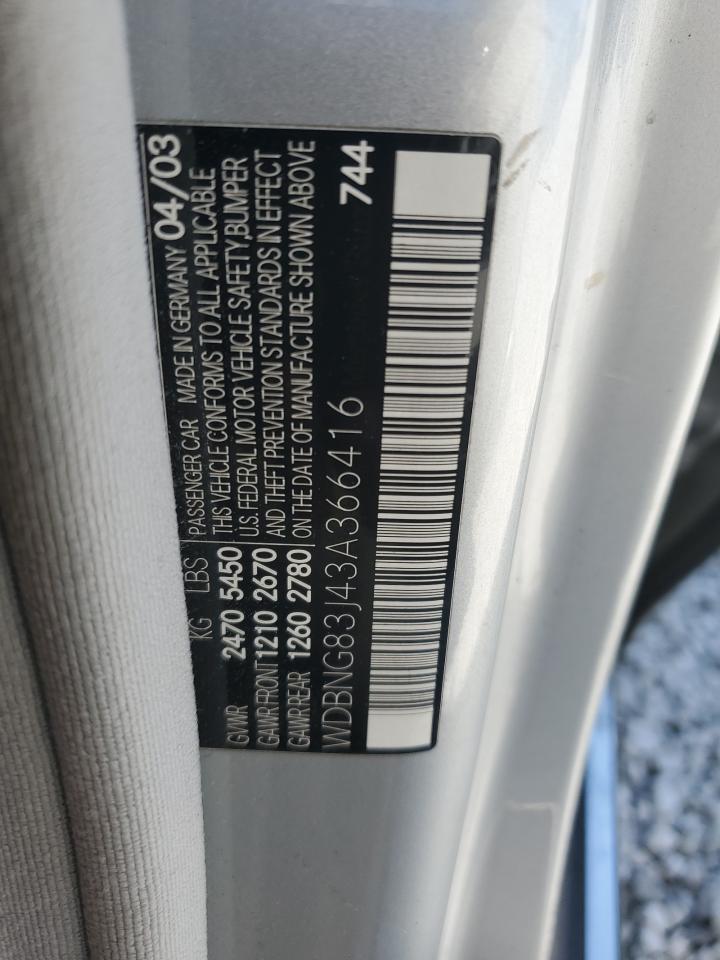 PASSENGER CAR MADE IN GERMANY 04/03
KG LBS THIS VEHICLE CONFORMS TO ALL APPLICABLE
GVWR 2470 5450 U.S. FEDERAL MOTOR VEHICLE SAFETY,BUMPER
GAWR FRONT 1210 2670 AND THEFT PREVENTION STANDARDS IN EFFECT
GAWR REAR 1260 2780 ON THE DATE OF MANUFACTURE SHOWN ABOVE
WDBNG83J43A366416 744